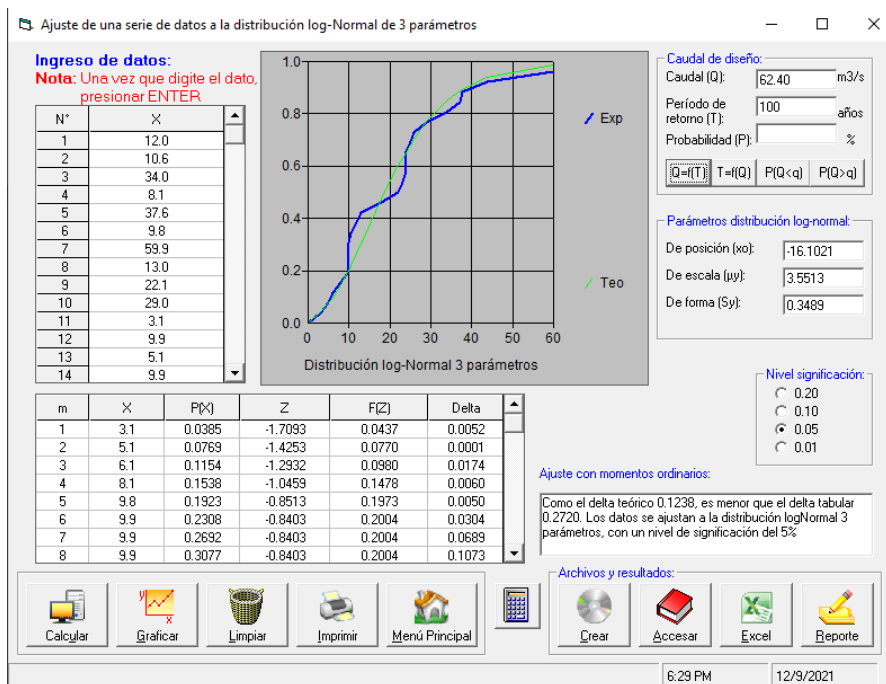 Ajuste de una serie de datos a la distribución log-Normal de 3 parámetros
Ingreso de datos:
Nota: Una vez que digite el dato,
presionar ENTER
N° X
1 12.0
2 10.6
3 34.0
4 8.1
5 37.6
6 9.8
7 59.9
8 13.0
9 22.1
10 29.0
11 3.1
12 9.9
13 5.1
14 9.9
1.0
0.8
0.6
0.4
0.2
0.0
0 10 20 30 40 50 60
Exp
Teo
Distribución log-Normal 3 parámetros
Caudal de diseño:
Caudal (Q): 62.40 m3/s
Período de
retorno (T): 100 años
Probabilidad (P): %
Q=f(T) T=f(Q) P(Q<q) P(Q>q)
Parámetros distribución log-normal:
De posición (xo): -16.1021
De escala (µy): 3.5513
De forma (Sy): 0.3489
Nivel significación:
0.20
0.10
0.05
0.01
m X P(X) Z F(Z) Delta
1 3.1 0.0385 -1.7093 0.0437 0.0052
2 5.1 0.0769 -1.4253 0.0770 0.0001
3 6.1 0.1154 -1.2932 0.0980 0.0174
4 8.1 0.1538 -1.0459 0.1478 0.0060
5 9.8 0.1923 -0.8513 0.1973 0.0050
6 9.9 0.2308 -0.8403 0.2004 0.0304
7 9.9 0.2692 -0.8403 0.2004 0.0689
8 9.9 0.3077 -0.8403 0.2004 0.1073
Ajuste con momentos ordinarios:
Como el delta teórico 0.1238, es menor que el delta tabular
0.2720. Los datos se ajustan a la distribución logNormal 3
parámetros, con un nivel de significación del 5%
Archivos y resultados:
Calcular Graficar Limpiar Imprimir Menú Principal Crear Accesar Excel Reporte
6:29 PM 12/9/2021